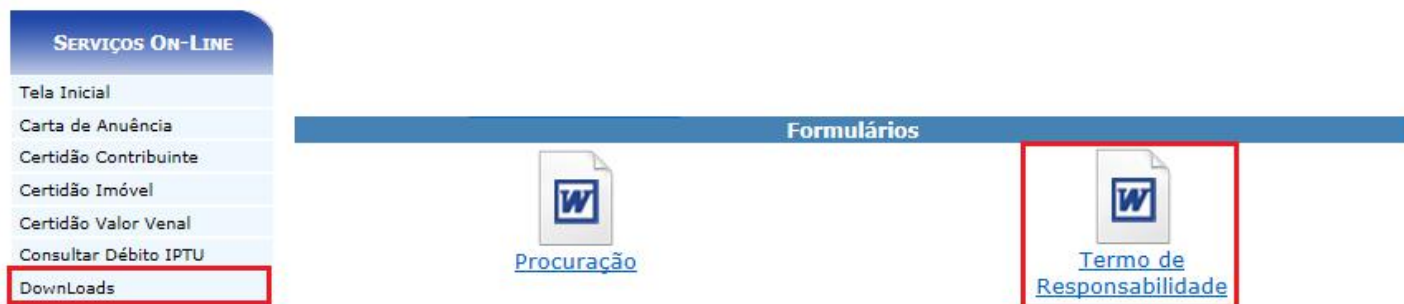 SERVIÇOS ON-LINE
Tela Inicial
Carta de Anuência
Certidão Contribuinte
Certidão Imóvel
Certidão Valor Venal
Consultar Débito IPTU
DownLoads
Formulários
W
Procuração
W
Termo de
Responsabilidade